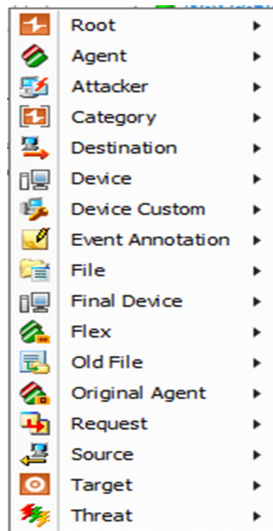 Root
Agent
Attacker
Category
Destination
Device
Device Custom
Event Annotation
File
Final Device
Flex
Old File
Original Agent
Request
Source
Target
Threat